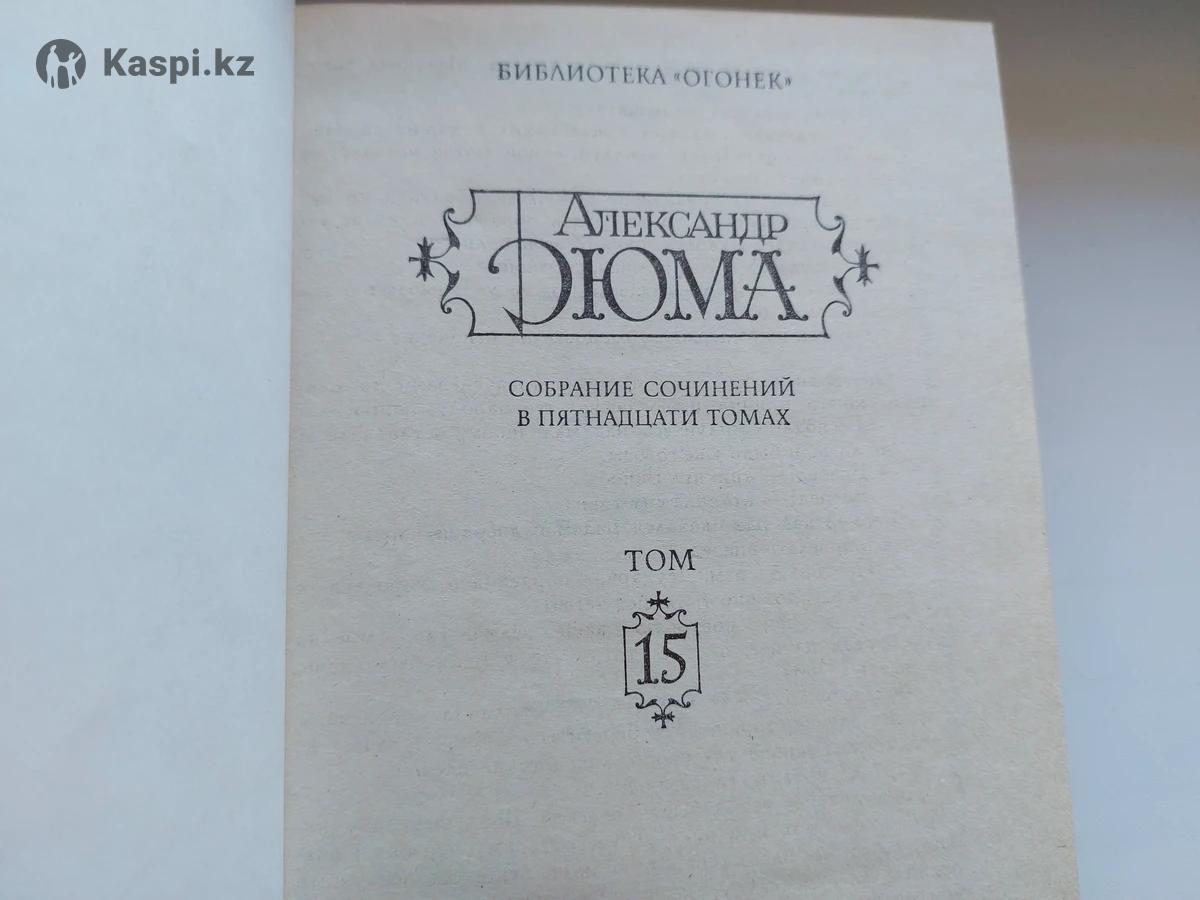 Kaspi.kz
БИБЛИОТЕКА «ОГОНЕК»
АЛЕКСАНДР
ДЮМА
СОБРАНИЕ СОЧИНЕНИЙ
В ПЯТНАДЦАТИ ТОМАХ
ТОМ
15